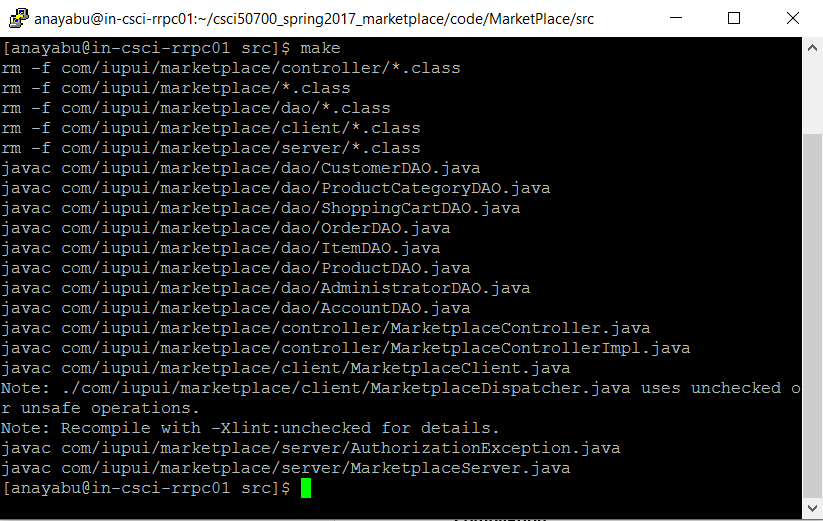 anayabu@in-csci-rrpc01:~/csci50700_spring2017_marketplace/code/MarketPlace/src
[anayabu@in-csci-rrpc01 src]$ make
rm -f com/iupui/marketplace/controller/*.class
rm -f com/iupui/marketplace/*.class
rm -f com/iupui/marketplace/dao/*.class
rm -f com/iupui/marketplace/client/*.class
rm -f com/iupui/marketplace/server/*.class
javac com/iupui/marketplace/dao/CustomerDAO.java
javac com/iupui/marketplace/dao/ProductCategoryDAO.java
javac com/iupui/marketplace/dao/ShoppingCartDAO.java
javac com/iupui/marketplace/dao/OrderDAO.java
javac com/iupui/marketplace/dao/ItemDAO.java
javac com/iupui/marketplace/dao/ProductDAO.java
javac com/iupui/marketplace/dao/AdministratorDAO.java
javac com/iupui/marketplace/dao/AccountDAO.java
javac com/iupui/marketplace/controller/MarketplaceController.java
javac com/iupui/marketplace/controller/MarketplaceControllerImpl.java
javac com/iupui/marketplace/client/MarketplaceClient.java
Note: ./com/iupui/marketplace/client/MarketplaceDispatcher.java uses unchecked o
r unsafe operations.
Note: Recompile with -Xlint:unchecked for details.
javac com/iupui/marketplace/server/AuthorizationException.java
javac com/iupui/marketplace/server/MarketplaceServer.java
[anayabu@in-csci-rrpc01 src]$